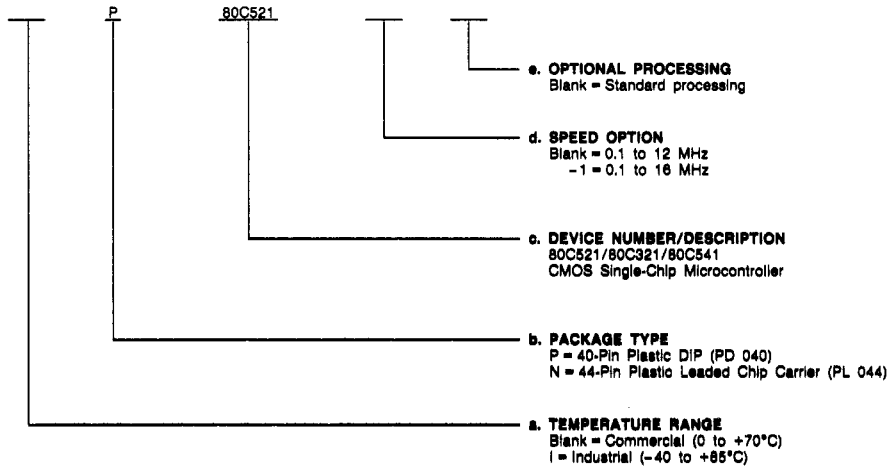 P 80C521
e. OPTIONAL PROCESSING
Blank = Standard processing
d. SPEED OPTION
Blank = 0.1 to 12 MHz
-1 = 0.1 to 16 MHz
c. DEVICE NUMBER/DESCRIPTION
80C521/80C321/80C541
CMOS Single-Chip Microcontroller
b. PACKAGE TYPE
P = 40-Pin Plastic DIP (PD 040)
N = 44-Pin Plastic Leaded Chip Carrier (PL 044)
a. TEMPERATURE RANGE
Blank = Commercial (0 to +70°C)
I = Industrial (-40 to +85°C)